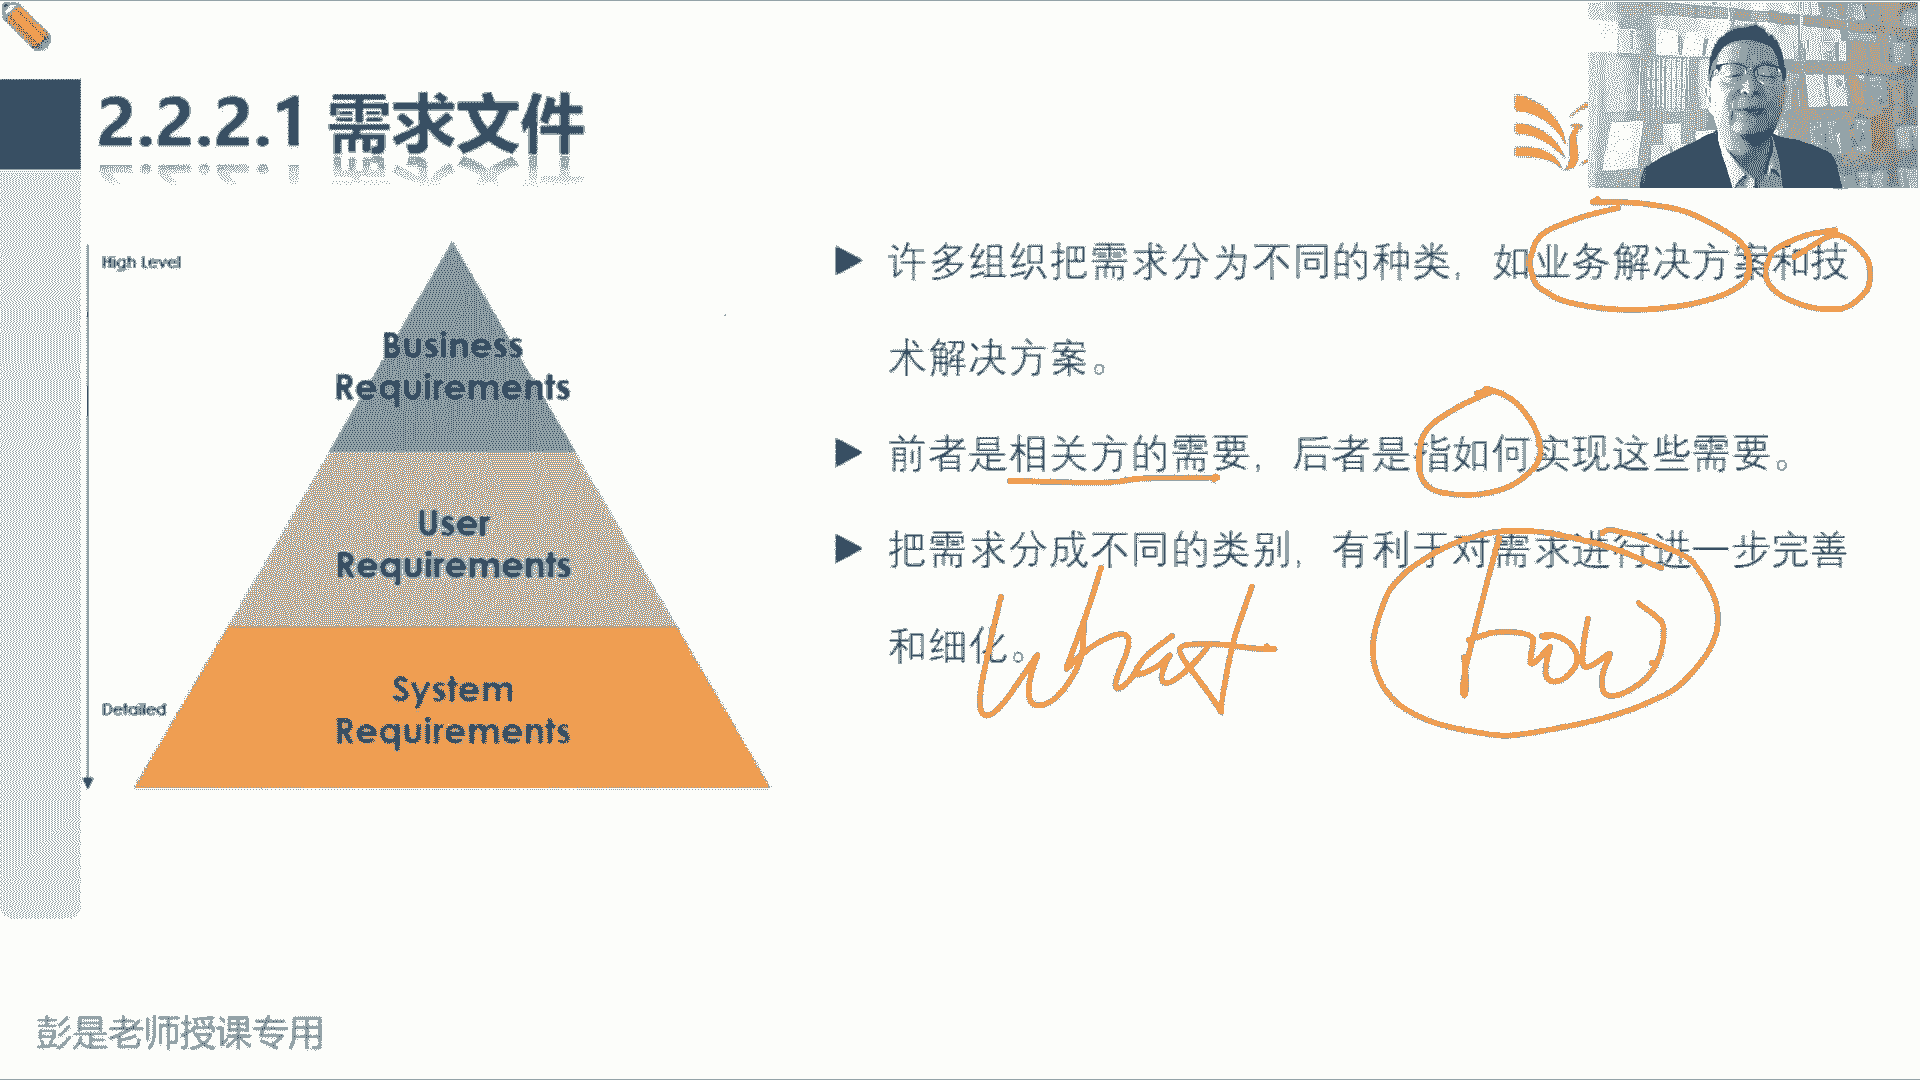 2.2.2.1 需求文件
High Level
Business
Requirements
User
Requirements
System
Requirements
Detailed
许多组织把需求分为不同的种类，如业务解决方案和技
术解决方案。
前者是相关方的需要，后者是指如何实现这些需要。
把需求分成不同的类别，有利于对需求进行进一步完善
和细化。
What
How
彭是老师授课专用